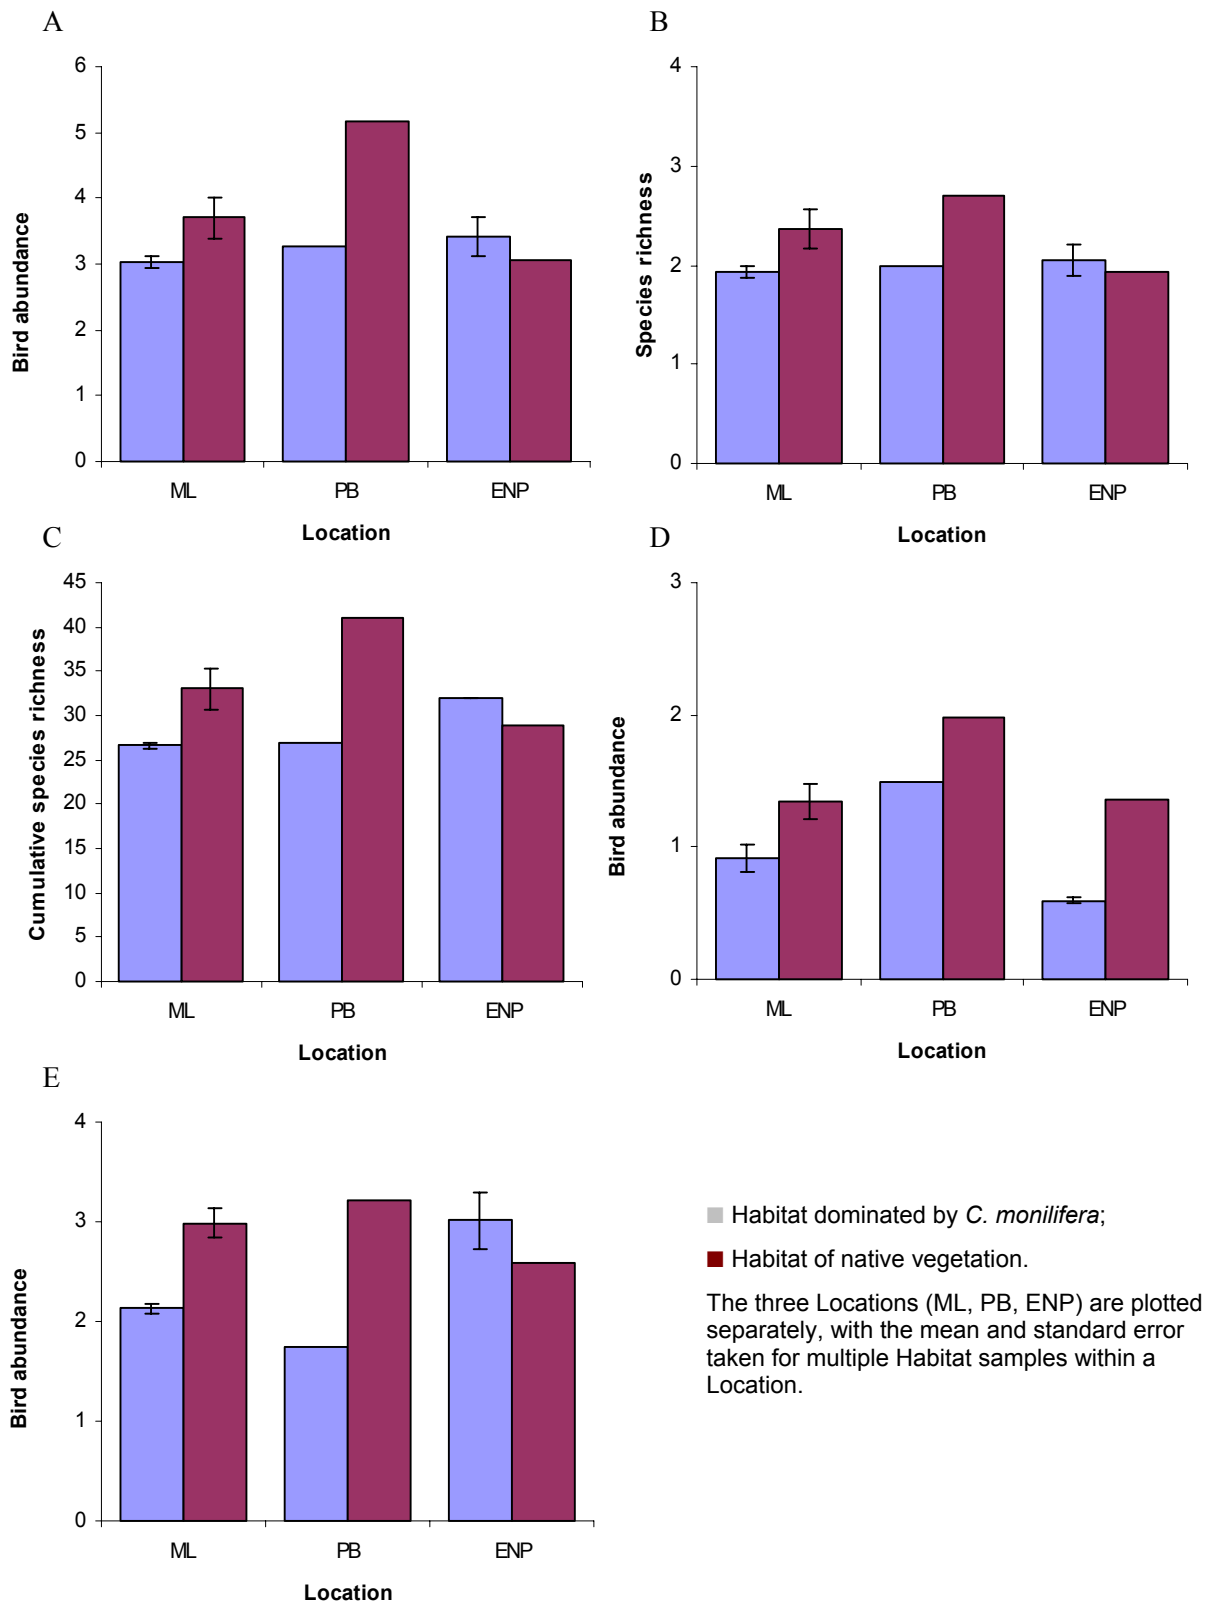 A
6
5
4
3
2
1
0
Bird abundance
ML PB ENP
Location
B
4
3
2
1
0
Species richness
ML PB ENP
Location
C
45
40
35
30
25
20
15
10
5
0
Cumulative species richness
ML PB ENP
Location
D
3
2
1
0
Bird abundance
ML PB ENP
Location
E
4
3
2
1
0
Bird abundance
ML PB ENP
Location
Habitat dominated by C. monilifera;
Habitat of native vegetation.
The three Locations (ML, PB, ENP) are plotted
separately, with the mean and standard error
taken for multiple Habitat samples within a
Location.